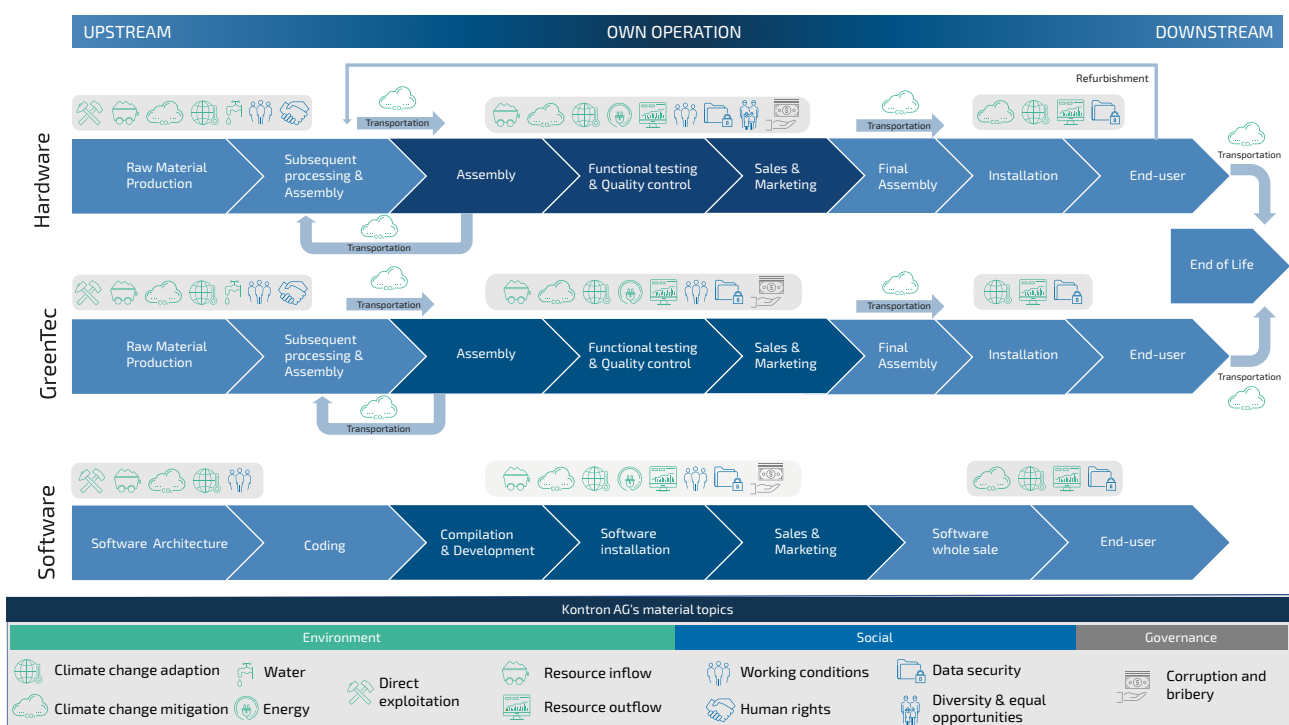 UPSTREAM
OWN OPERATION
DOWNSTREAM
Refurbishment
Hardware
Transportation
Transportation
Transportation
Raw Material
Production
Subsequent
processing &
Assembly
Assembly
Functional testing
& Quality control
Sales &
Marketing
Final
Assembly
Installation
End-user
Transportation
End of Life
GreenTec
Transportation
Transportation
Raw Material
Production
Subsequent
processing &
Assembly
Assembly
Functional testing
& Quality control
Sales &
Marketing
Final
Assembly
Installation
End-user
Transportation
Transportation
Software
Software Architecture
Coding
Compilation
& Development
Software
installation
Sales &
Marketing
Software
whole sale
End-user
Kontron AG's material topics
Environment
Social
Governance
Climate change adaption
Water
Direct
exploitation
Resource inflow
Working conditions
Data security
Corruption and
bribery
Climate change mitigation
Energy
Resource outflow
Human rights
Diversity & equal
opportunities